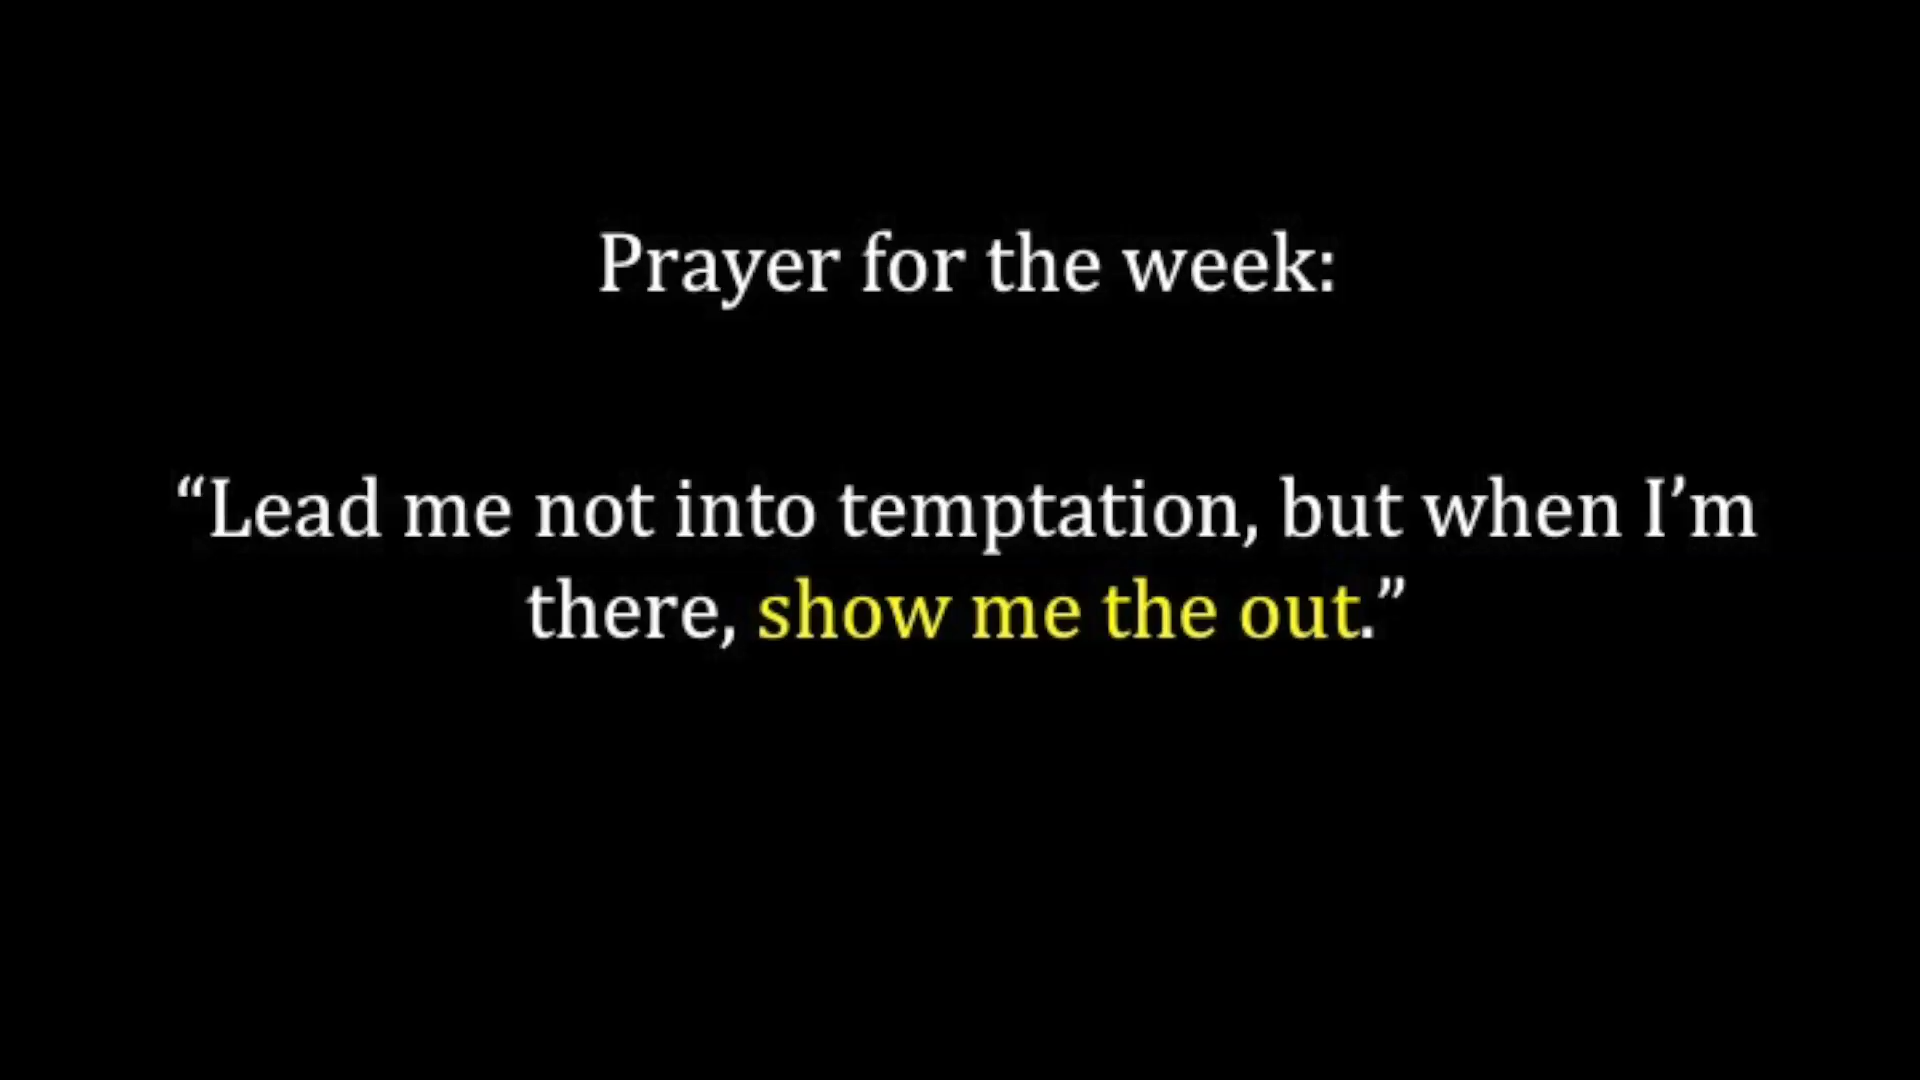 Prayer for the week:
“Lead me not into temptation, but when I’m
there, show me the out.”